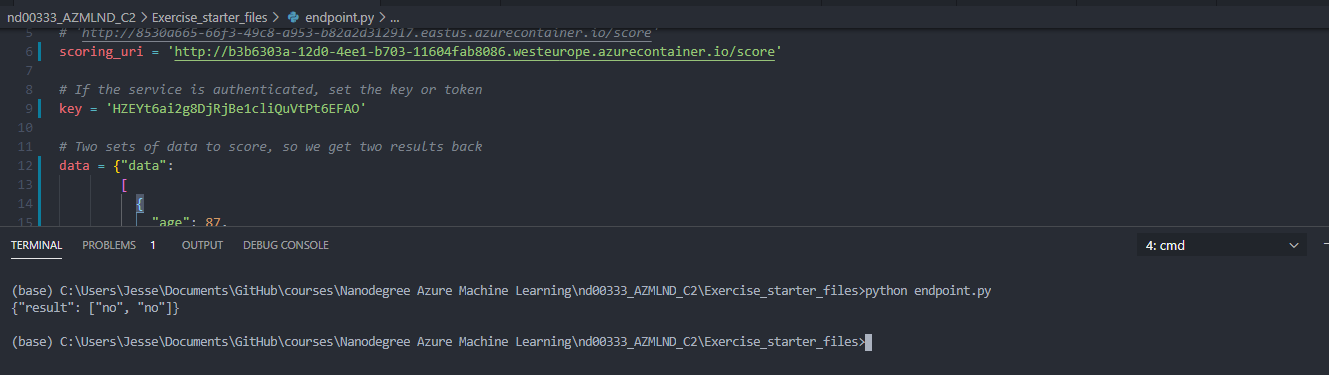 nd00333_AZMLND_C2 > Exercise_starter_files > endpoint.py > ...
5 # 'http://8530a665-66f3-49c8-a953-b82a2d312917.eastus.azurecontainer.io/score'
6 scoring_uri = 'http://b3b6303a-12d0-4ee1-b703-11604fab8086.westeurope.azurecontainer.io/score'
7
8 # If the service is authenticated, set the key or token
9 key = 'HZEYt6ai2g8DjRjBe1cliQuVtPt6EFAO'
10
11 # Two sets of data to score, so we get two results back
12 data = {"data":
13 [
14 {
15 "age": 87,
TERMINAL PROBLEMS 1 OUTPUT DEBUG CONSOLE 4: cmd
(base) C:\Users\Jesse\Documents\GitHub\courses\Nanodegree Azure Machine Learning\nd00333_AZMLND_C2\Exercise_starter_files>python endpoint.py
{"result": ["no", "no"]}
(base) C:\Users\Jesse\Documents\GitHub\courses\Nanodegree Azure Machine Learning\nd00333_AZMLND_C2\Exercise_starter_files>